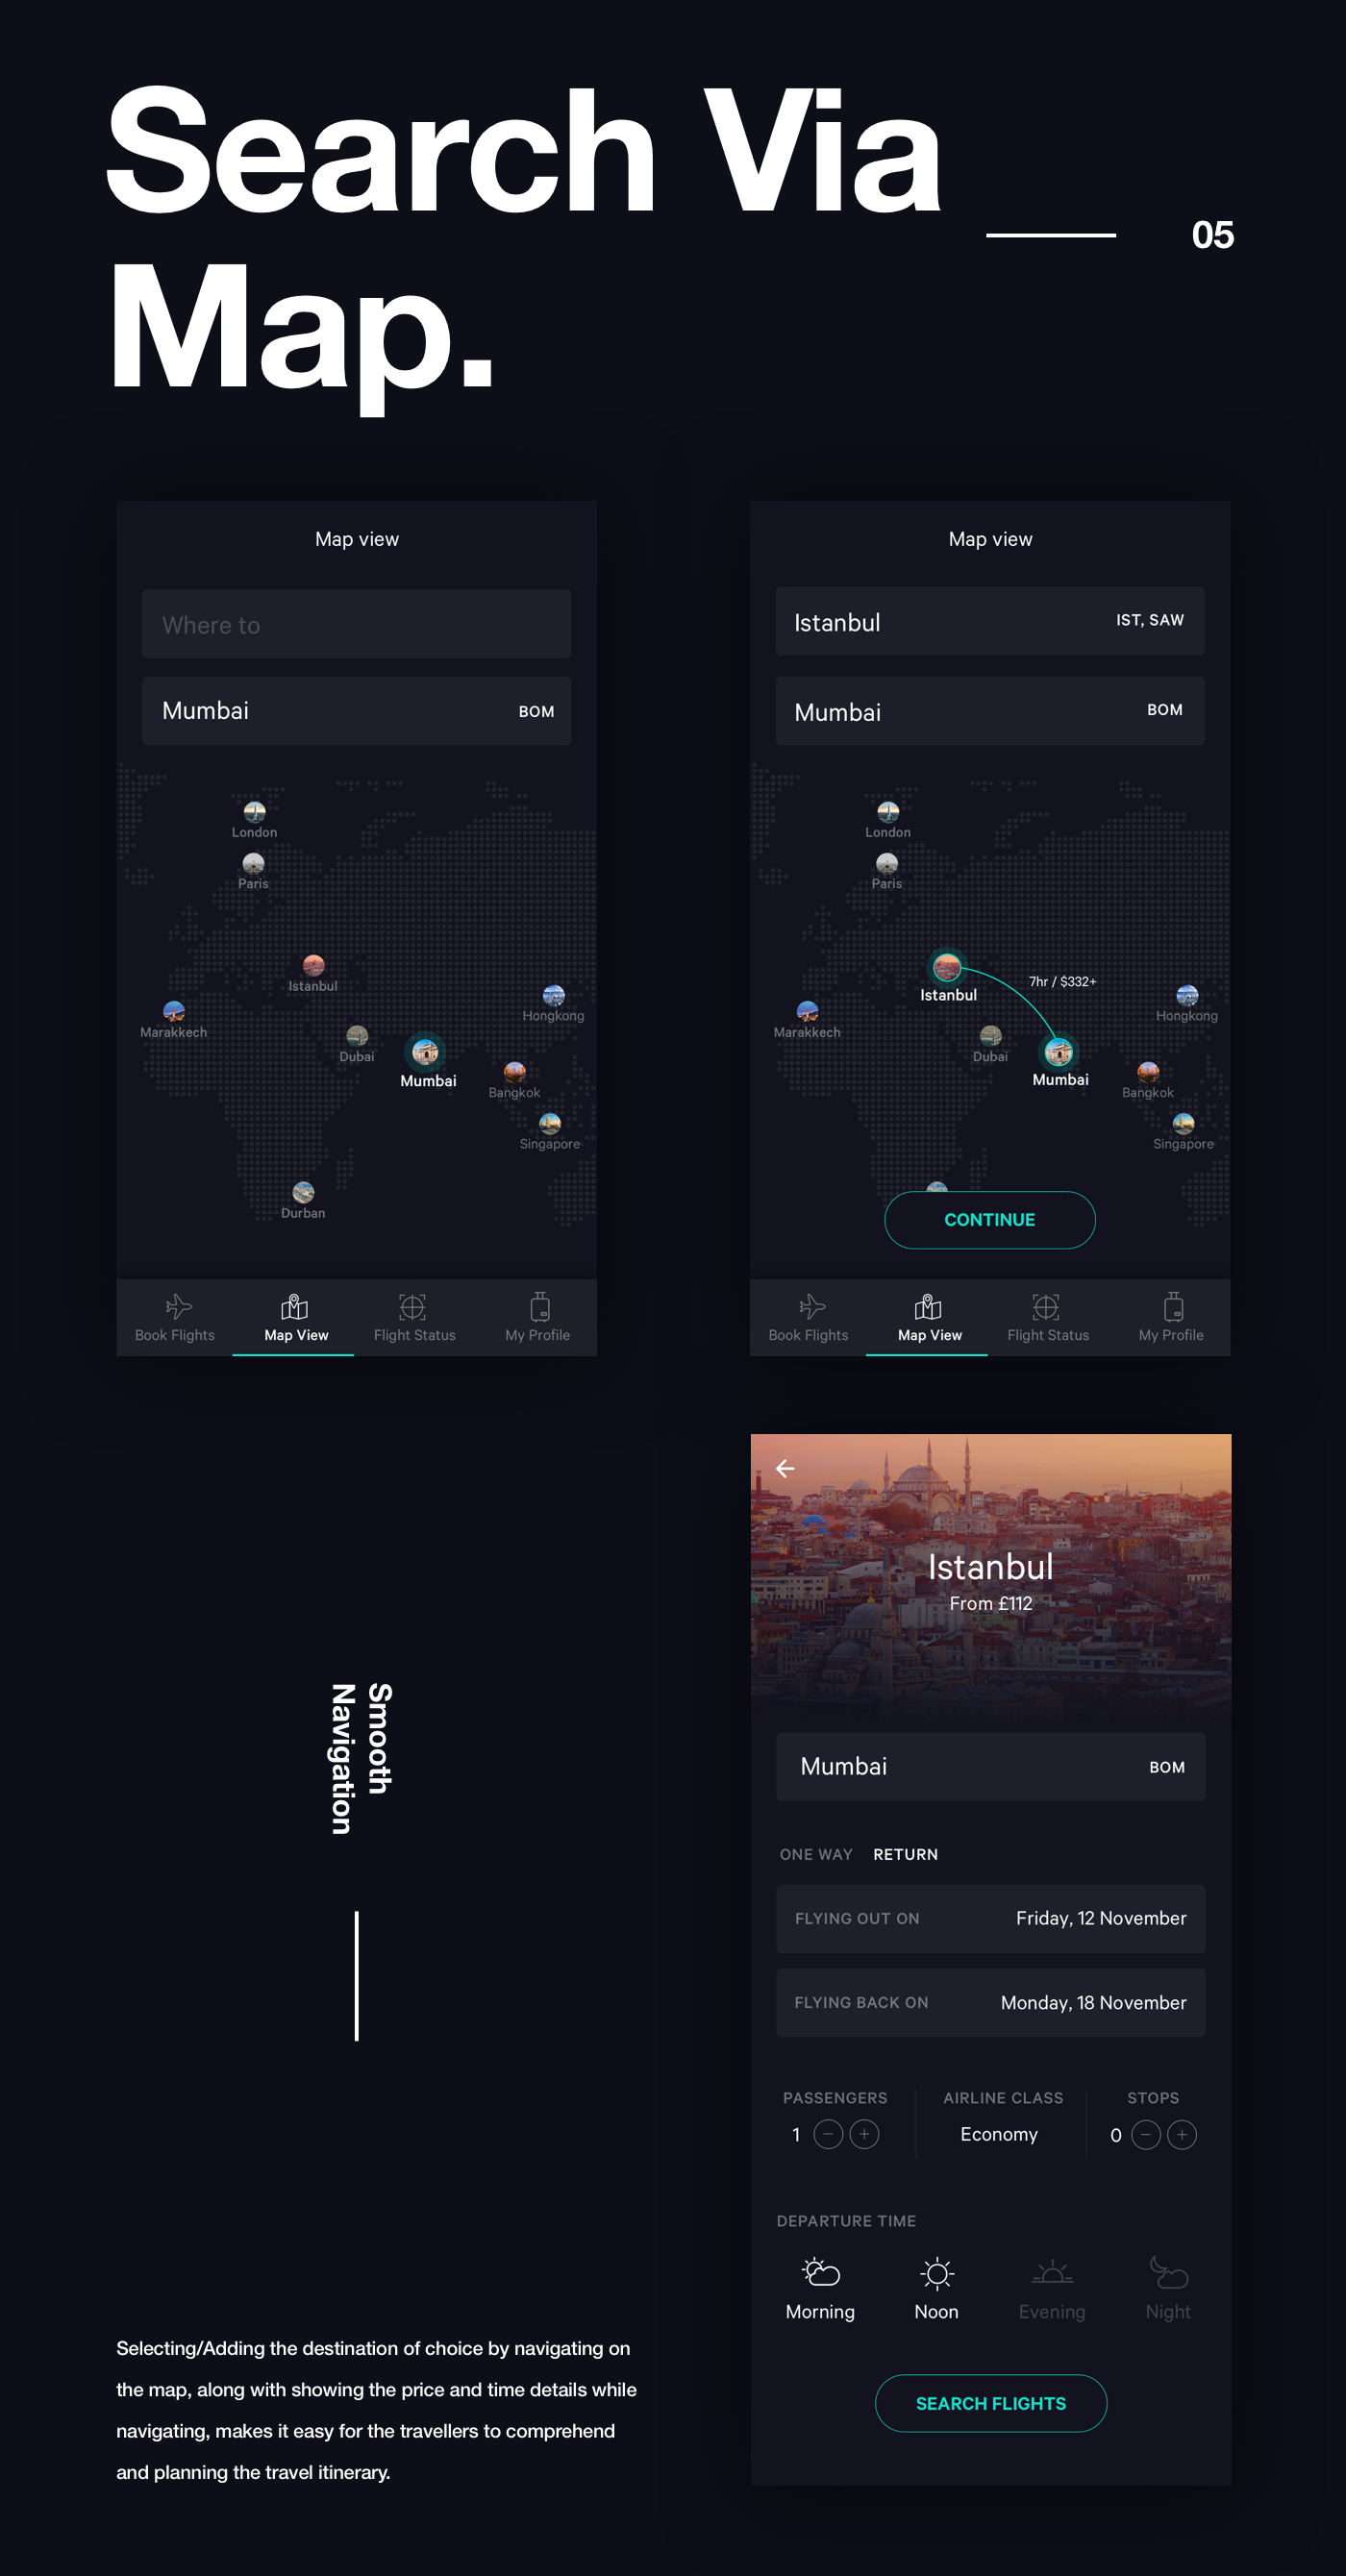 Search Via
Map.
05
Map view
Where to
Mumbai BOM
London
Paris
Istanbul
Marrakech
Dubai
Mumbai
Hongkong
Bangkok
Singapore
Durban
Book Flights Map View Flight Status My Profile
Map view
Istanbul IST, SAW
Mumbai BOM
London
Paris
Istanbul
7hr / $332+
Marrakech
Dubai
Mumbai
Hongkong
Bangkok
Singapore
CONTINUE
Book Flights Map View Flight Status My Profile
Smooth
Navigation
Selecting/Adding the destination of choice by navigating on
the map, along with showing the price and time details while
navigating, makes it easy for the travellers to comprehend
and planning the travel itinerary.
Istanbul
From £112
Mumbai BOM
ONE WAY RETURN
FLYING OUT ON Friday, 12 November
FLYING BACK ON Monday, 18 November
PASSENGERS AIRLINE CLASS STOPS
1 − + Economy 0 − +
DEPARTURE TIME
Morning Noon Evening Night
SEARCH FLIGHTS